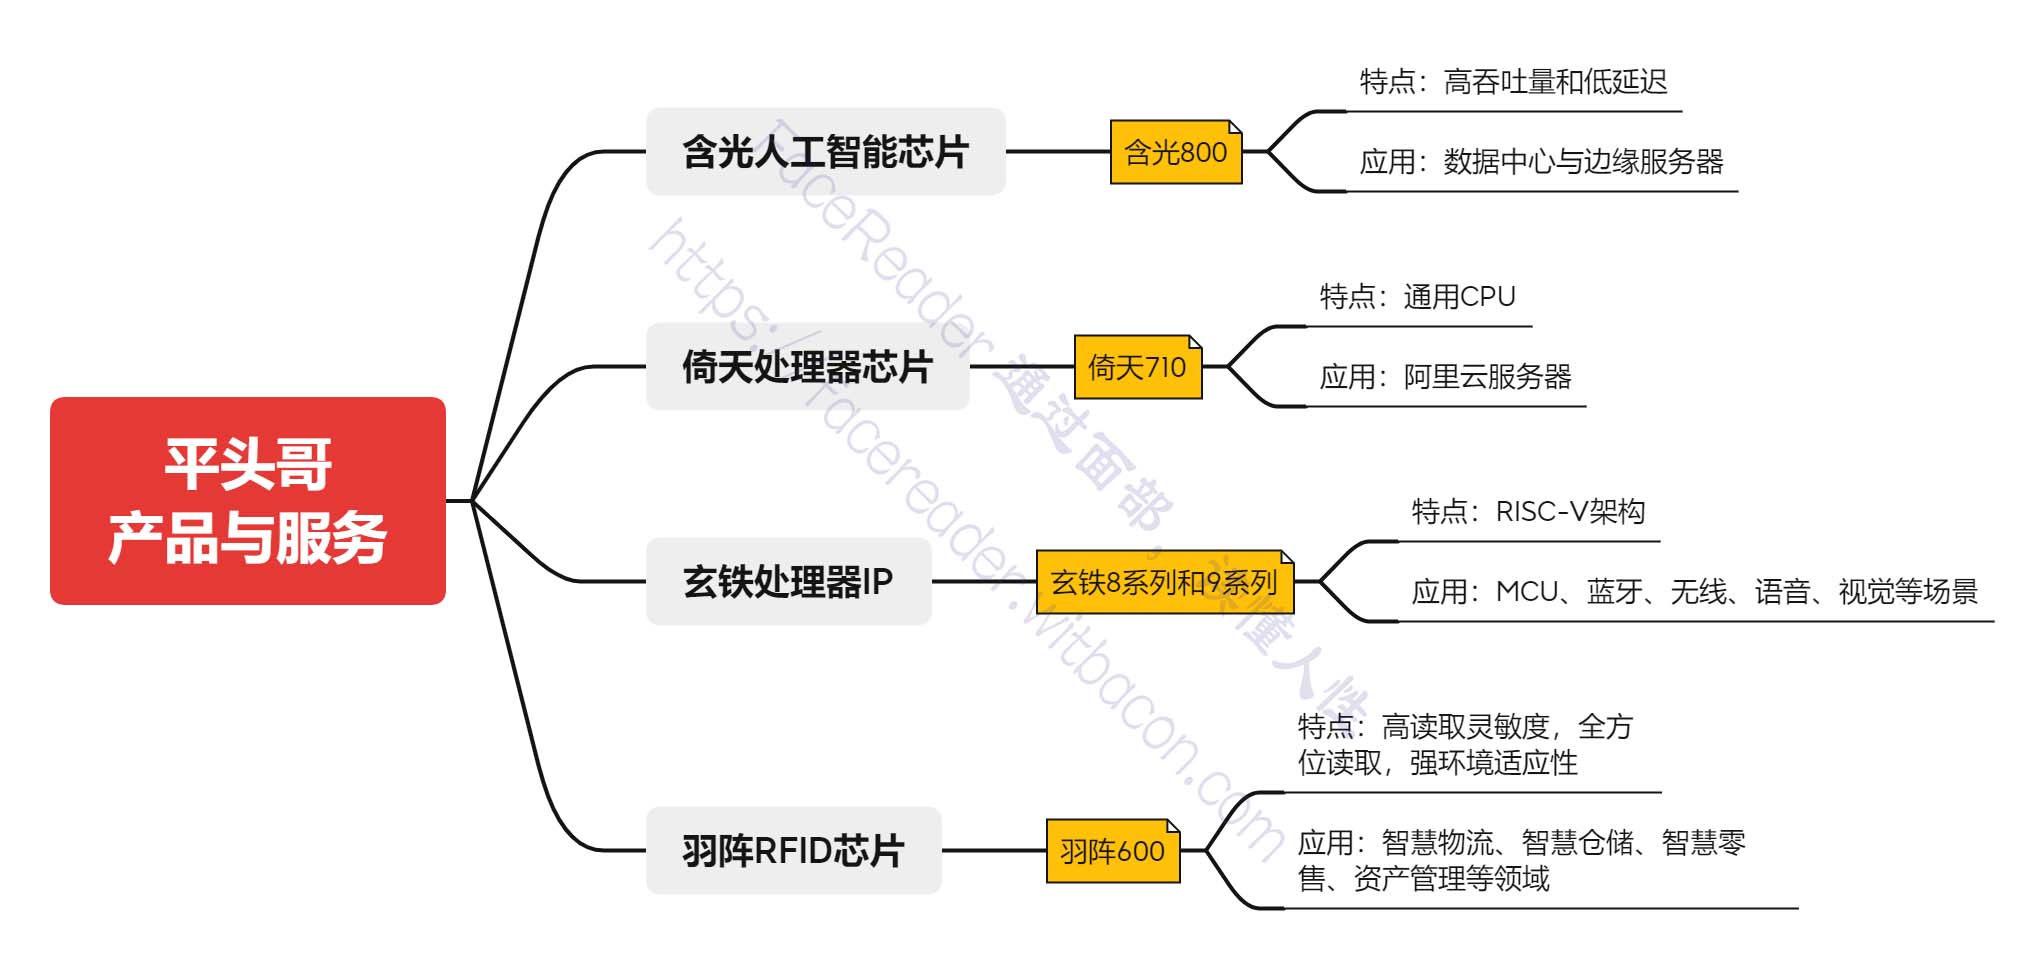 平头哥
产品与服务
含光人工智能芯片
含光800
特点：高吞吐量和低延迟
应用：数据中心与边缘服务器
倚天处理器芯片
倚天710
特点：通用CPU
应用：阿里云服务器
玄铁处理器IP
玄铁8系列和9系列
特点：RISC-V架构
应用：MCU、蓝牙、无线、语音、视觉等场景
羽阵RFID芯片
羽阵600
特点：高读取灵敏度，全方
位读取，强环境适应性
应用：智慧物流、智慧仓储、智慧零
售、资产管理等领域
FaceReader 通过面部，读懂人性
https://facereader.witbacon.com